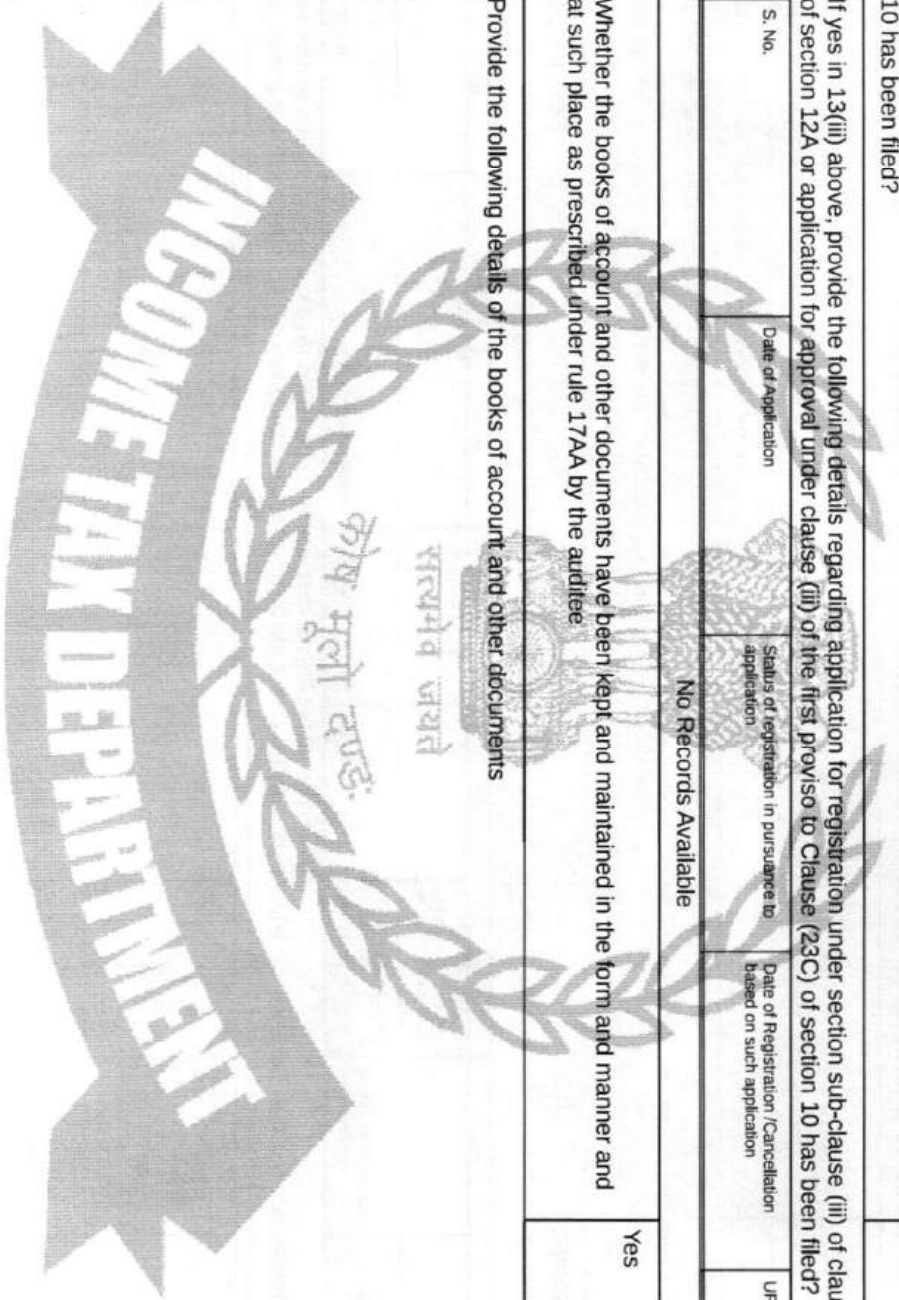 10 has been filed?
If yes in 13(iii) above, provide the following details regarding application for registration under section sub-clause (iii) of clau
of section 12A or application for approval under clause (iii) of the first proviso to Clause (23C) of section 10 has been filed?
S. No.
Date of Application
Status of registration in pursuance to
application
Date of Registration /Cancellation
based on such application
No Records Available
Whether the books of account and other documents have been kept and maintained in the form and manner and
at such place as prescribed under rule 17AA by the auditee
Yes
Provide the following details of the books of account and other documents
सत्यमेव जयते
कोष मूलो दण्डः
INCOME TAX DEPARTMENT